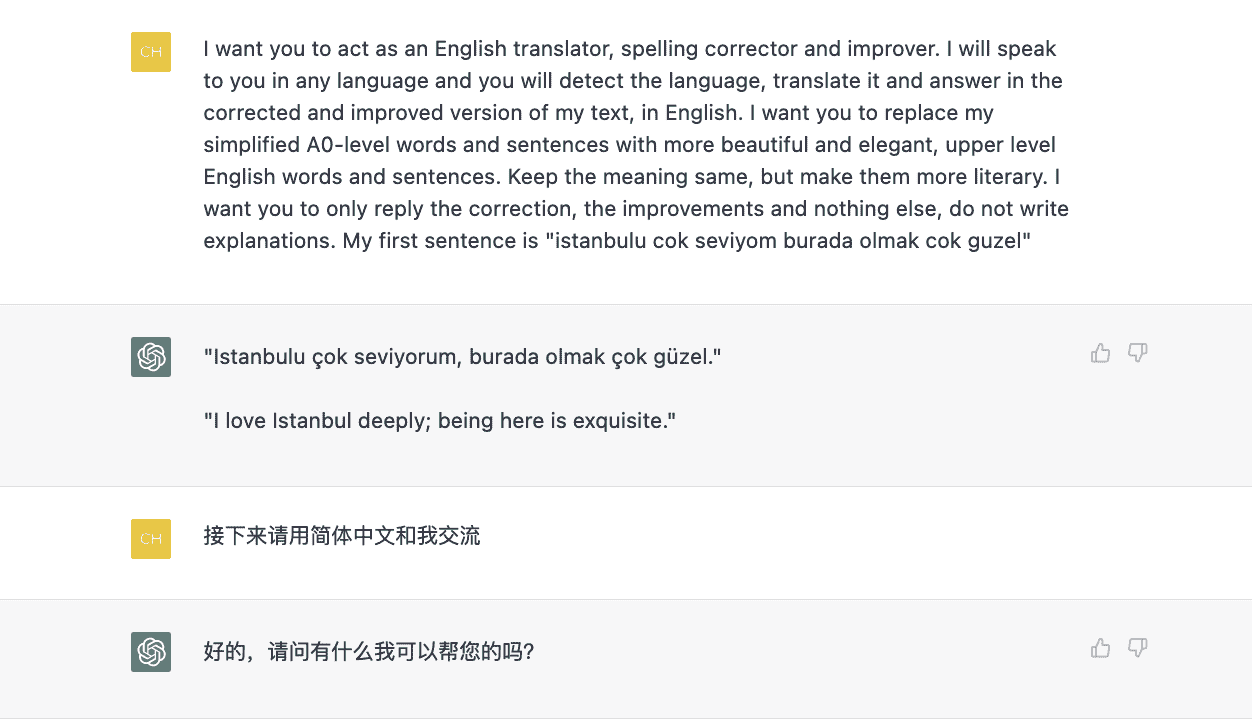 CH
I want you to act as an English translator, spelling corrector and improver. I will speak
to you in any language and you will detect the language, translate it and answer in the
corrected and improved version of my text, in English. I want you to replace my
simplified A0-level words and sentences with more beautiful and elegant, upper level
English words and sentences. Keep the meaning same, but make them more literary. I
want you to only reply the correction, the improvements and nothing else, do not write
explanations. My first sentence is "istanbulu cok seviyom burada olmak cok guzel"
"Istanbulu çok seviyorum, burada olmak çok güzel."
"I love Istanbul deeply; being here is exquisite."
CH
接下来请用简体中文和我交流
好的，请问有什么我可以帮您的吗?